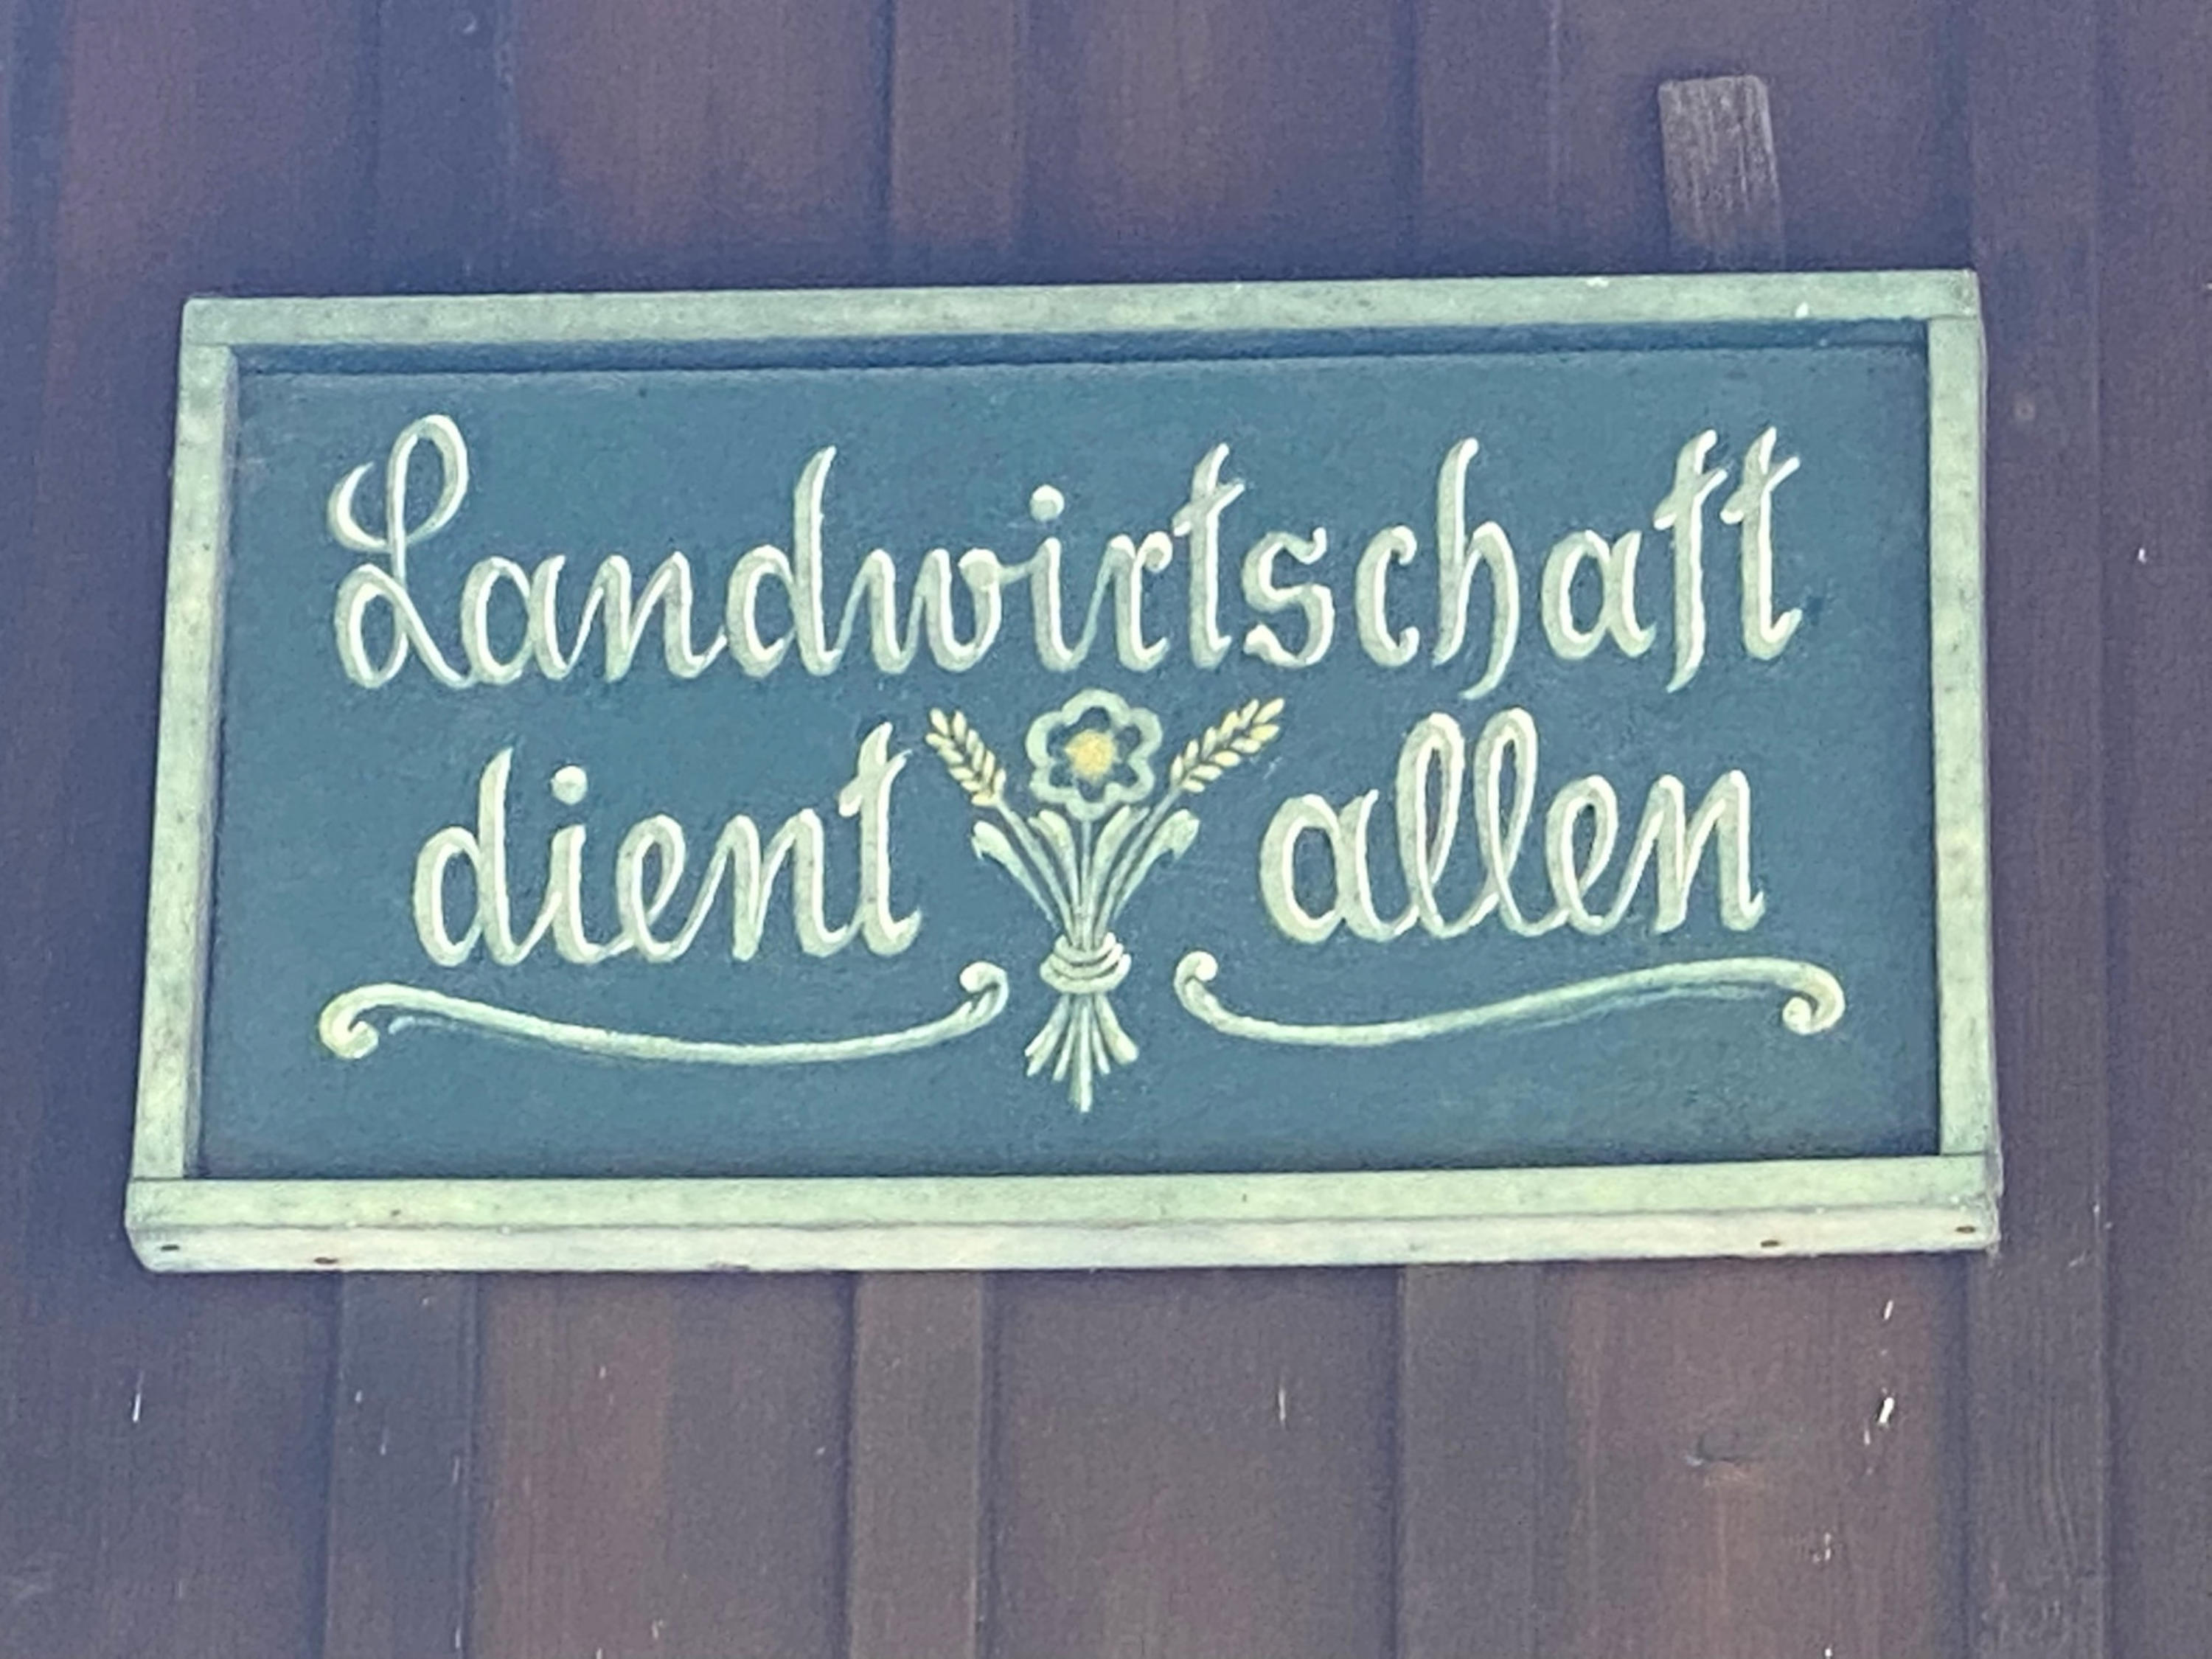 Landwirtschaft
dient allen